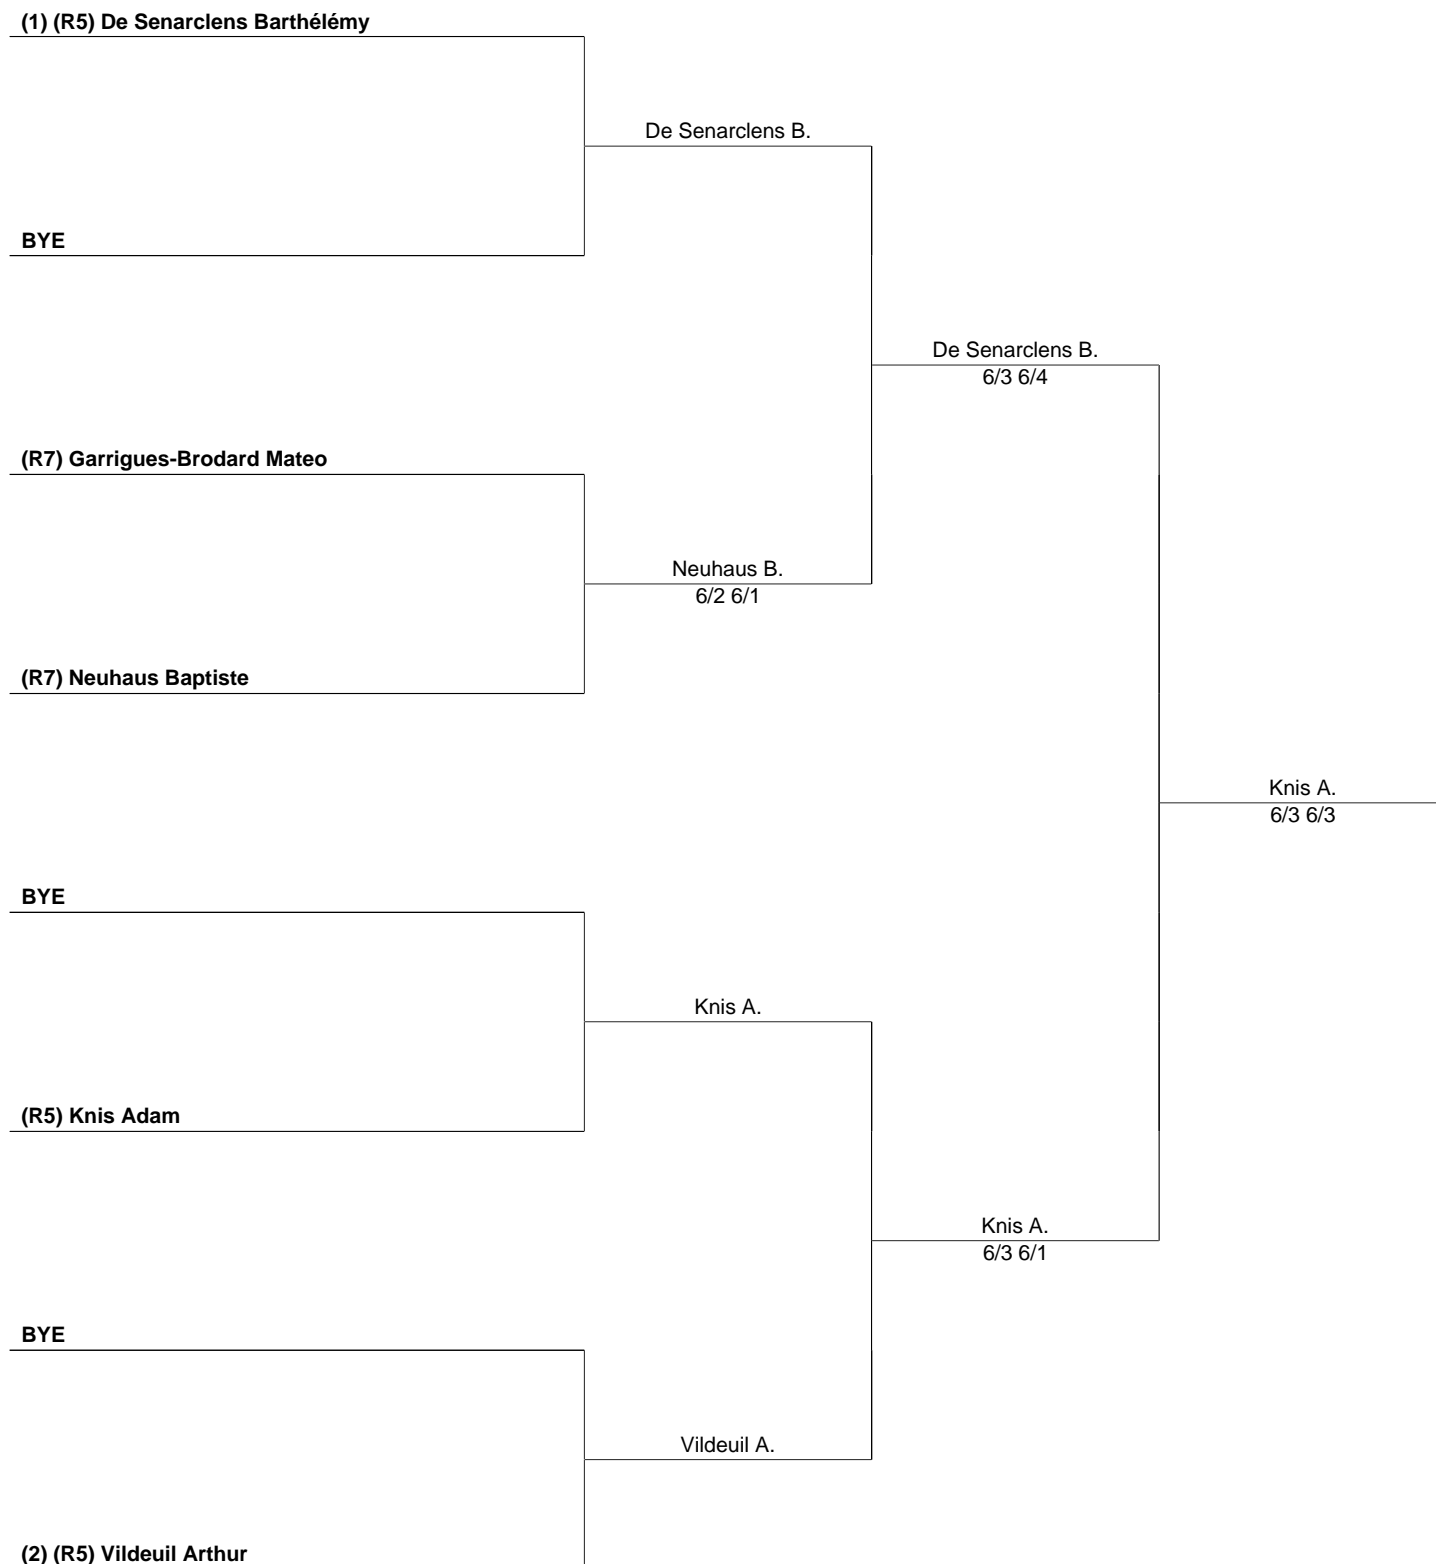 (1) (R5) De Senarclens Barthélémy
De Senarclens B.
BYE
De Senarclens B.
6/3 6/4
(R7) Garrigues-Brodard Mateo
Neuhaus B.
6/2 6/1
(R7) Neuhaus Baptiste
Knis A.
6/3 6/3
BYE
Knis A.
(R5) Knis Adam
Knis A.
6/3 6/1
BYE
Vildeuil A.
(2) (R5) Vildeuil Arthur